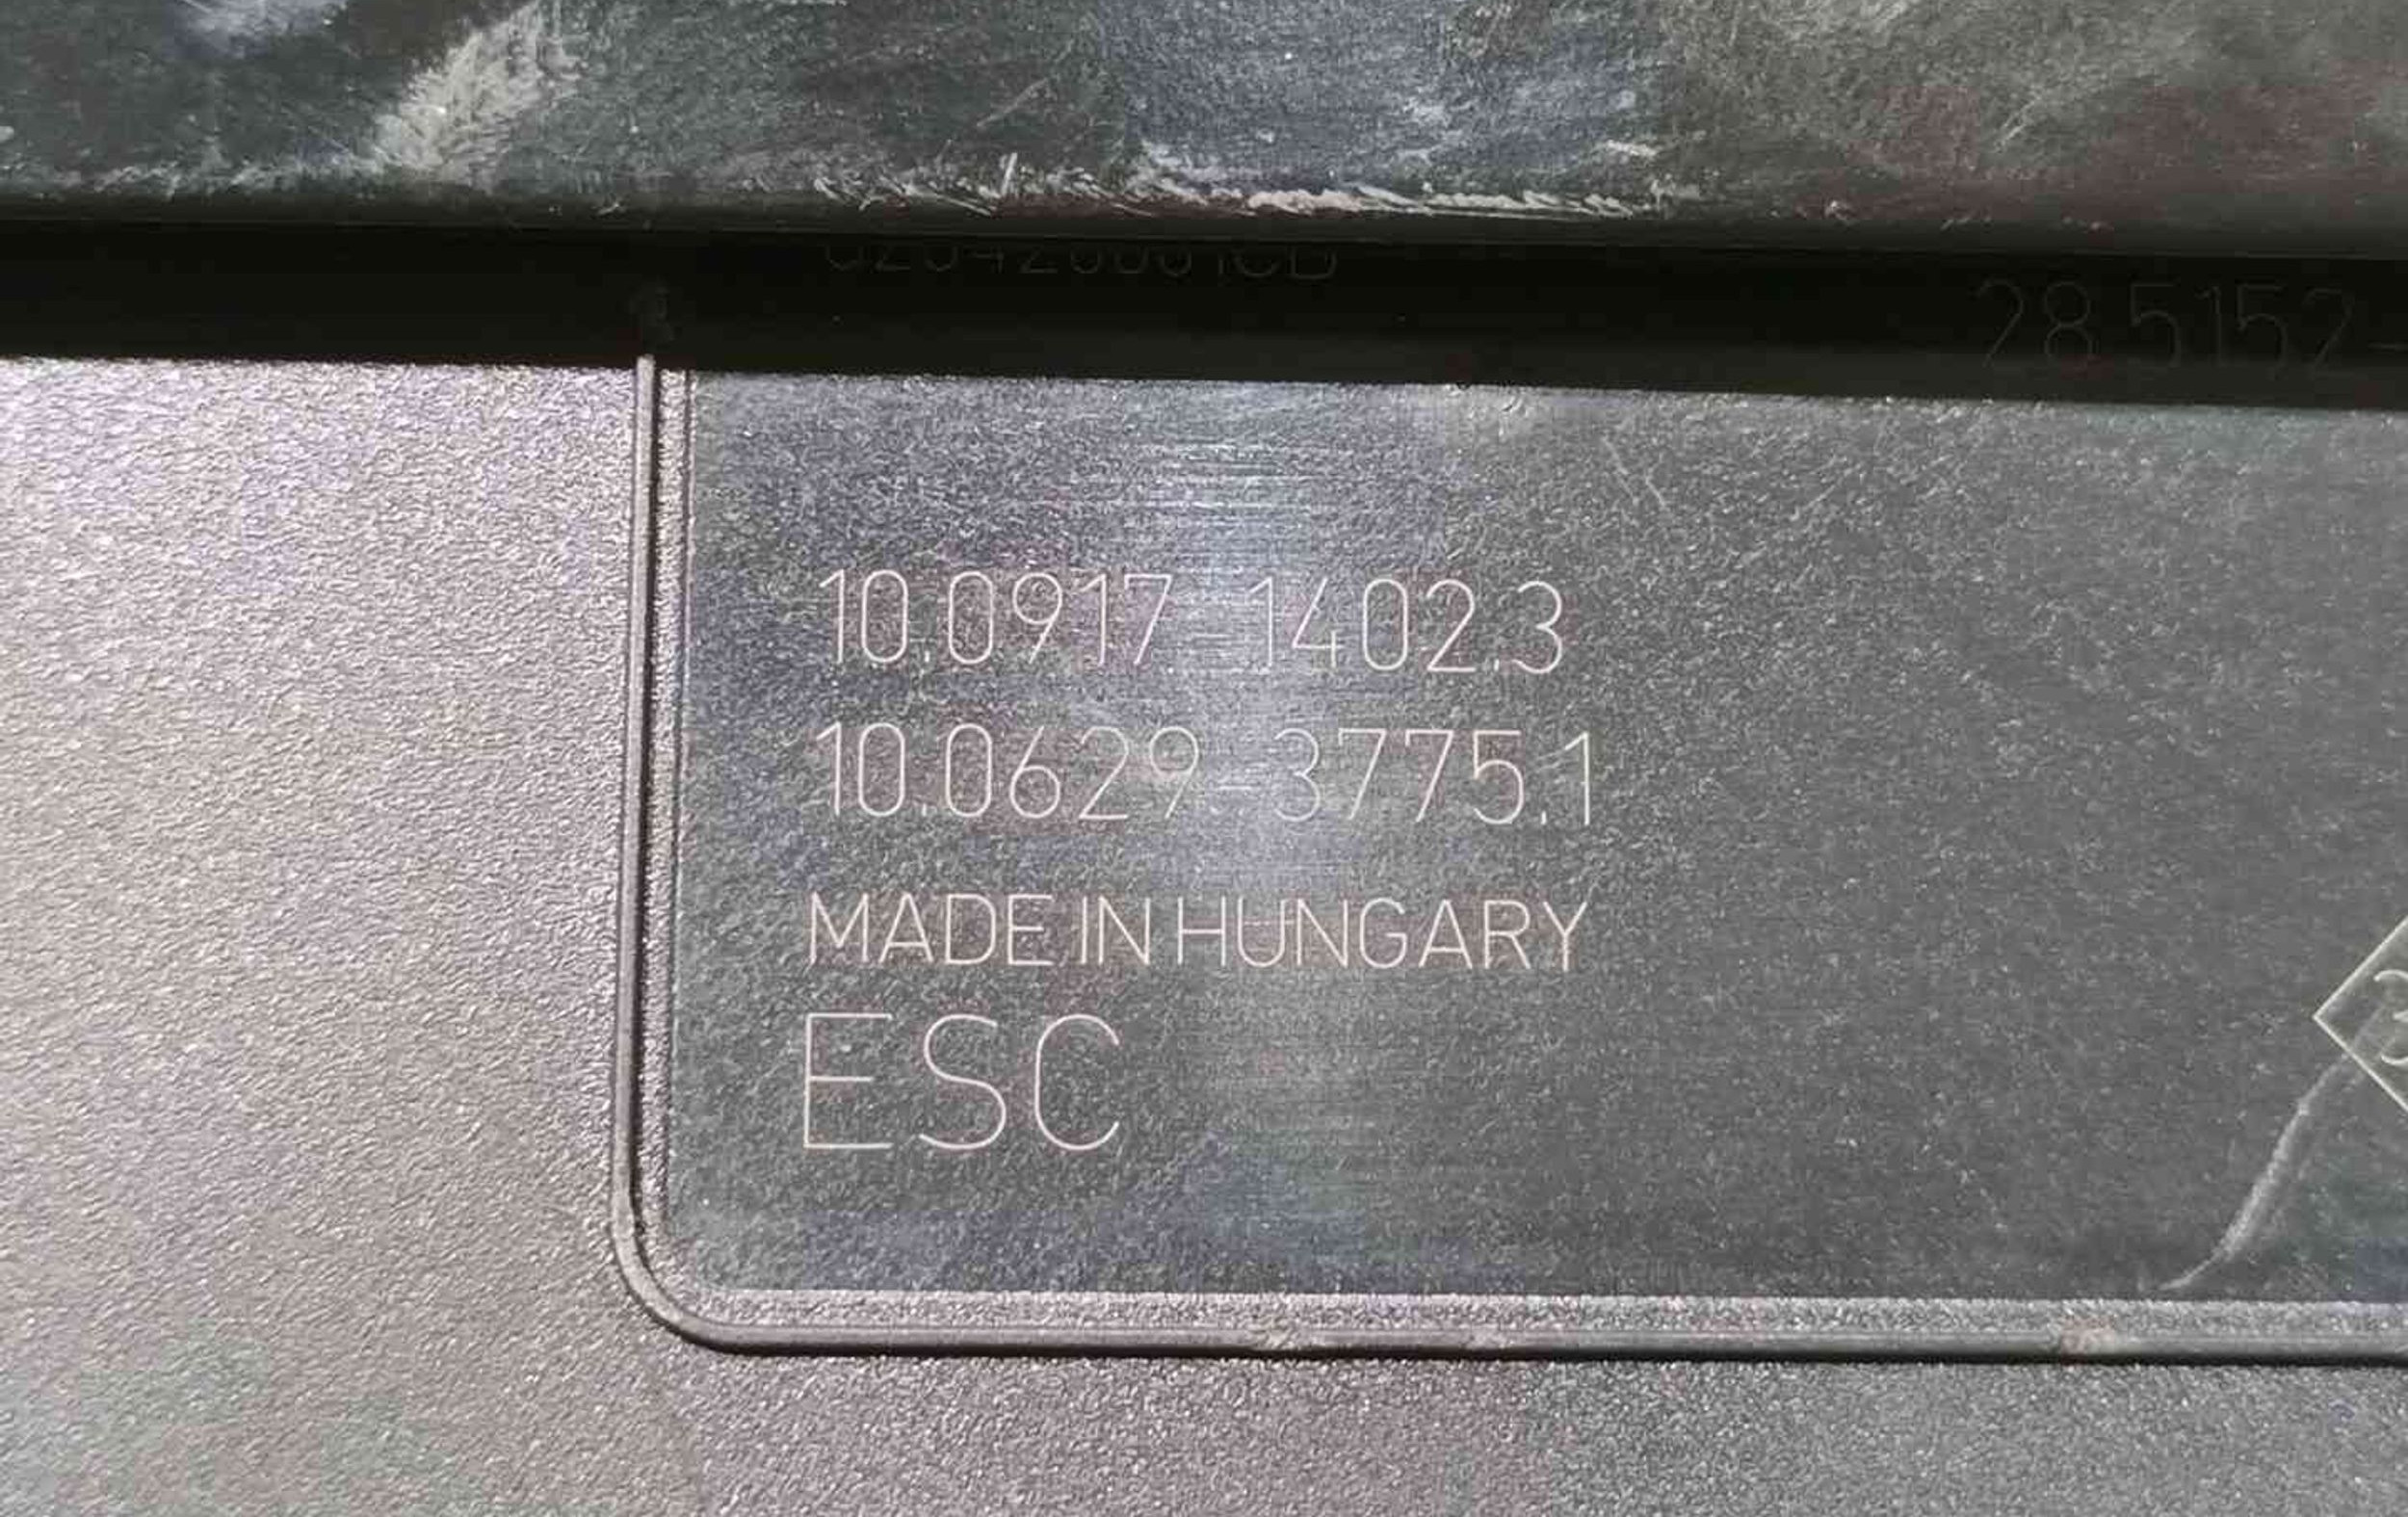 28.5152-
10.0917-1402.3
10.0629-3775.1
MADE IN HUNGARY
ESC